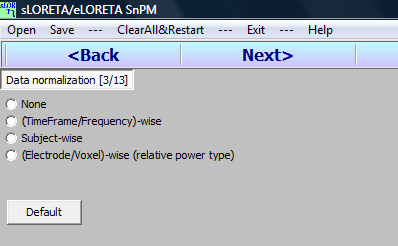 sLORETA/eLORETA SnPM
Open Save --- ClearAll&Restart --- Exit --- Help
<Back Next>
Data normalization [3/13]
None
(TimeFrame/Frequency)-wise
Subject-wise
(Electrode/Voxel)-wise (relative power type)
Default